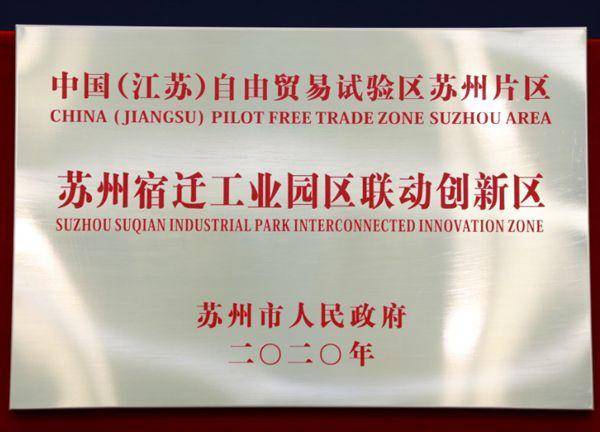 中国（江苏）自由贸易试验区苏州片区
CHINA (JIANGSU) PILOT FREE TRADE ZONE SUZHOU AREA
苏州宿迁工业园区联动创新区
SUZHOU SUQIAN INDUSTRIAL PARK INTERCONNECTED INNOVATION ZONE
苏州市人民政府
二〇二〇年